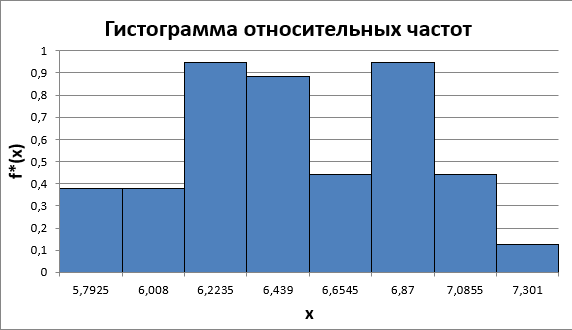 Гистограмма относительных частот
1
0,9
0,8
0,7
0,6
0,5
0,4
0,3
0,2
0,1
0
f*(x)
5,7925 6,008 6,2235 6,439 6,6545 6,87 7,0855 7,301
x